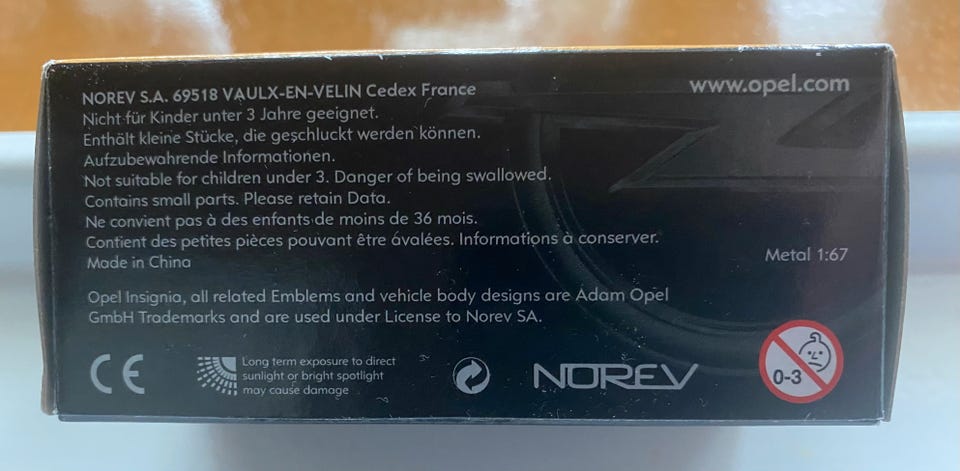 NOREV S.A. 69518 VAULX-EN-VELIN Cedex France
www.opel.com
Nicht für Kinder unter 3 Jahre geeignet.
Enthält kleine Stücke, die geschluckt werden können.
Aufzubewahrende Informationen.
Not suitable for children under 3. Danger of being swallowed.
Contains small parts. Please retain Data.
Ne convient pas à des enfants de moins de 36 mois.
Contient des petites pièces pouvant être ávalées. Informations à conserver.
Made in China
Metal 1:67
Opel Insignia, all related Emblems and vehicle body designs are Adam Opel
GmbH Trademarks and are used under License to Norev SA.
CE
Long term exposure to direct
sunlight or bright spotlight
may cause damage
NOREV
0-3